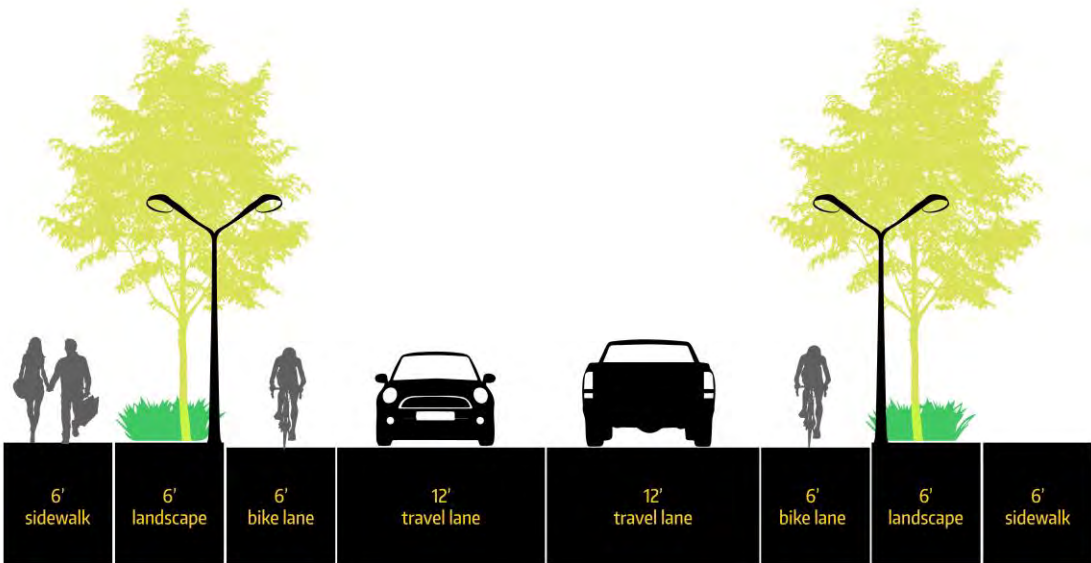 6’
sidewalk
6’
landscape
6’
bike lane
12’
travel lane
12’
travel lane
6’
bike lane
6’
landscape
6’
sidewalk